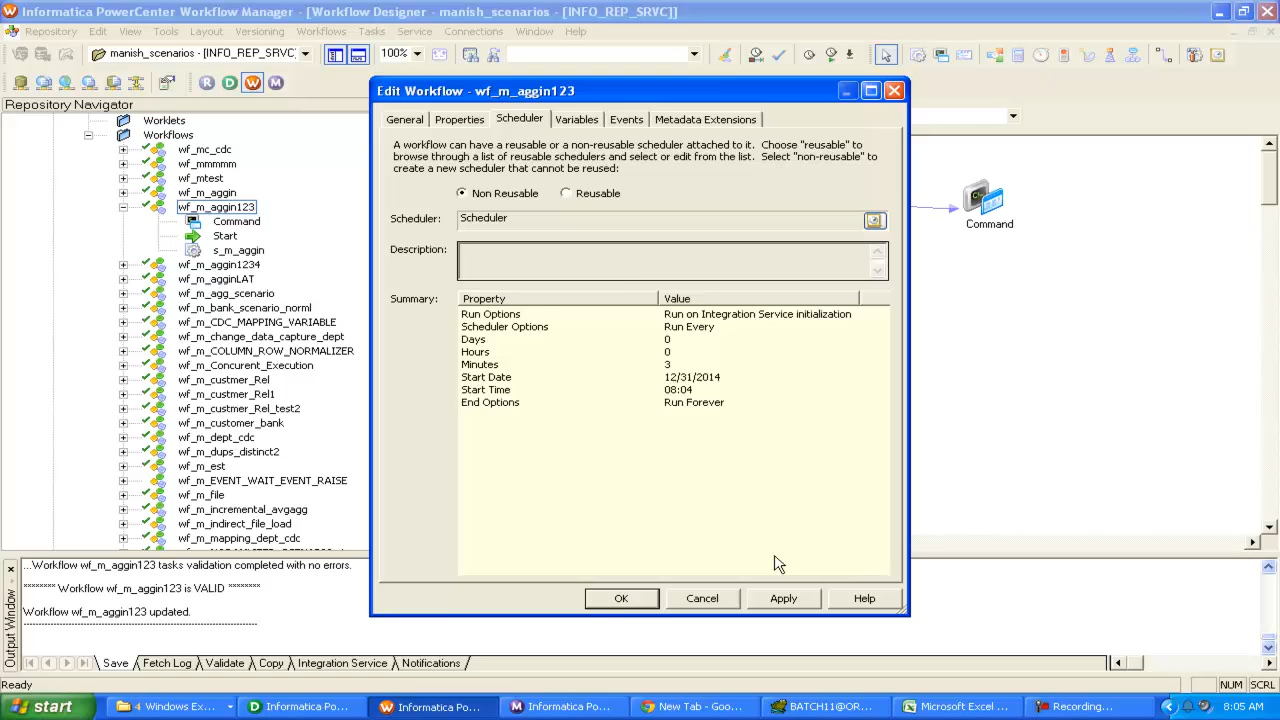 Informatica PowerCenter Workflow Manager - [Workflow Designer - manish_scenarios - [INFO_REP_SRVC]]
Repository Edit View Tools Layout Versioning Workflows Tasks Service Connections Window Help
manish_scenarios - [INFO_REP_SRVC] 100%
R D W M
Repository Navigator
Worklets
Workflows
wf_mc_cdc
wf_mmmmm
wf_mtest
wf_m_aggin
wf_m_aggin123
Command
Start
s_m_aggin
wf_m_aggin1234
wf_m_agginLAT
wf_m_agg_scenario
wf_m_bank_scenario_norml
wf_m_CDC_MAPPING_VARIABLE
wf_m_change_data_capture_dept
wf_m_COLUMN_ROW_NORMALIZER
wf_m_Concurent_Execution
wf_m_custmer_Rel
wf_m_custmer_Rel1
wf_m_custmer_Rel_test2
wf_m_customer_bank
wf_m_dept_cdc
wf_m_dups_distinct2
wf_m_est
wf_m_EVENT_WAIT_EVENT_RAISE
wf_m_file
wf_m_incremental_avgagg
wf_m_indirect_file_load
wf_m_mapping_dept_cdc
Edit Workflow - wf_m_aggin123
General Properties Scheduler Variables Events Metadata Extensions
A workflow can have a reusable or a non-reusable scheduler attached to it. Choose "reusable" to
browse through a list of reusable schedulers and select or edit from the list. Select "non-reusable" to
create a new scheduler that cannot be reused:
Non Reusable Reusable
Scheduler: Scheduler
Description:
Summary:
Property Value
Run Options Run on Integration Service initialization
Scheduler Options Run Every
Days 0
Hours 0
Minutes 3
Start Date 12/31/2014
Start Time 08:04
End Options Run Forever
OK Cancel Apply Help
Command
...Workflow wf_m_aggin123 tasks validation completed with no errors.
******** Workflow wf_m_aggin123 is VALID ********
Workflow wf_m_aggin123 updated.
Output Window
Save Fetch Log Validate Copy Integration Service Notifications
Ready NUM SCRL
start 4 Windows Ex... Informatica Po... Informatica Po... Informatica Po... New Tab - Goo... BATCH11@OR... Microsoft Excel ... Recording... 8:05 AM